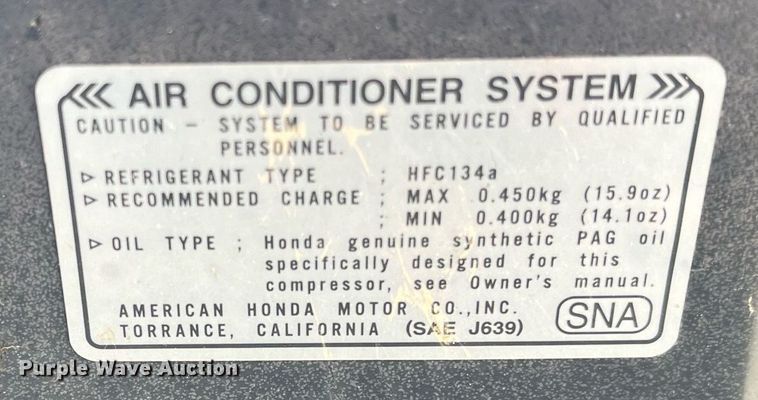 AIR CONDITIONER SYSTEM
CAUTION – SYSTEM TO BE SERVICED BY QUALIFIED
PERSONNEL.
▷ REFRIGERANT TYPE ; HFC134a
▷ RECOMMENDED CHARGE ; MAX 0.450kg (15.9oz)
; MIN 0.400kg (14.1oz)
▷ OIL TYPE ; Honda genuine synthetic PAG oil
specifically designed for this
compressor, see Owner's manual.
AMERICAN HONDA MOTOR CO.,INC.
TORRANCE, CALIFORNIA (SAE J639)
SNA
Purple Wave Auction